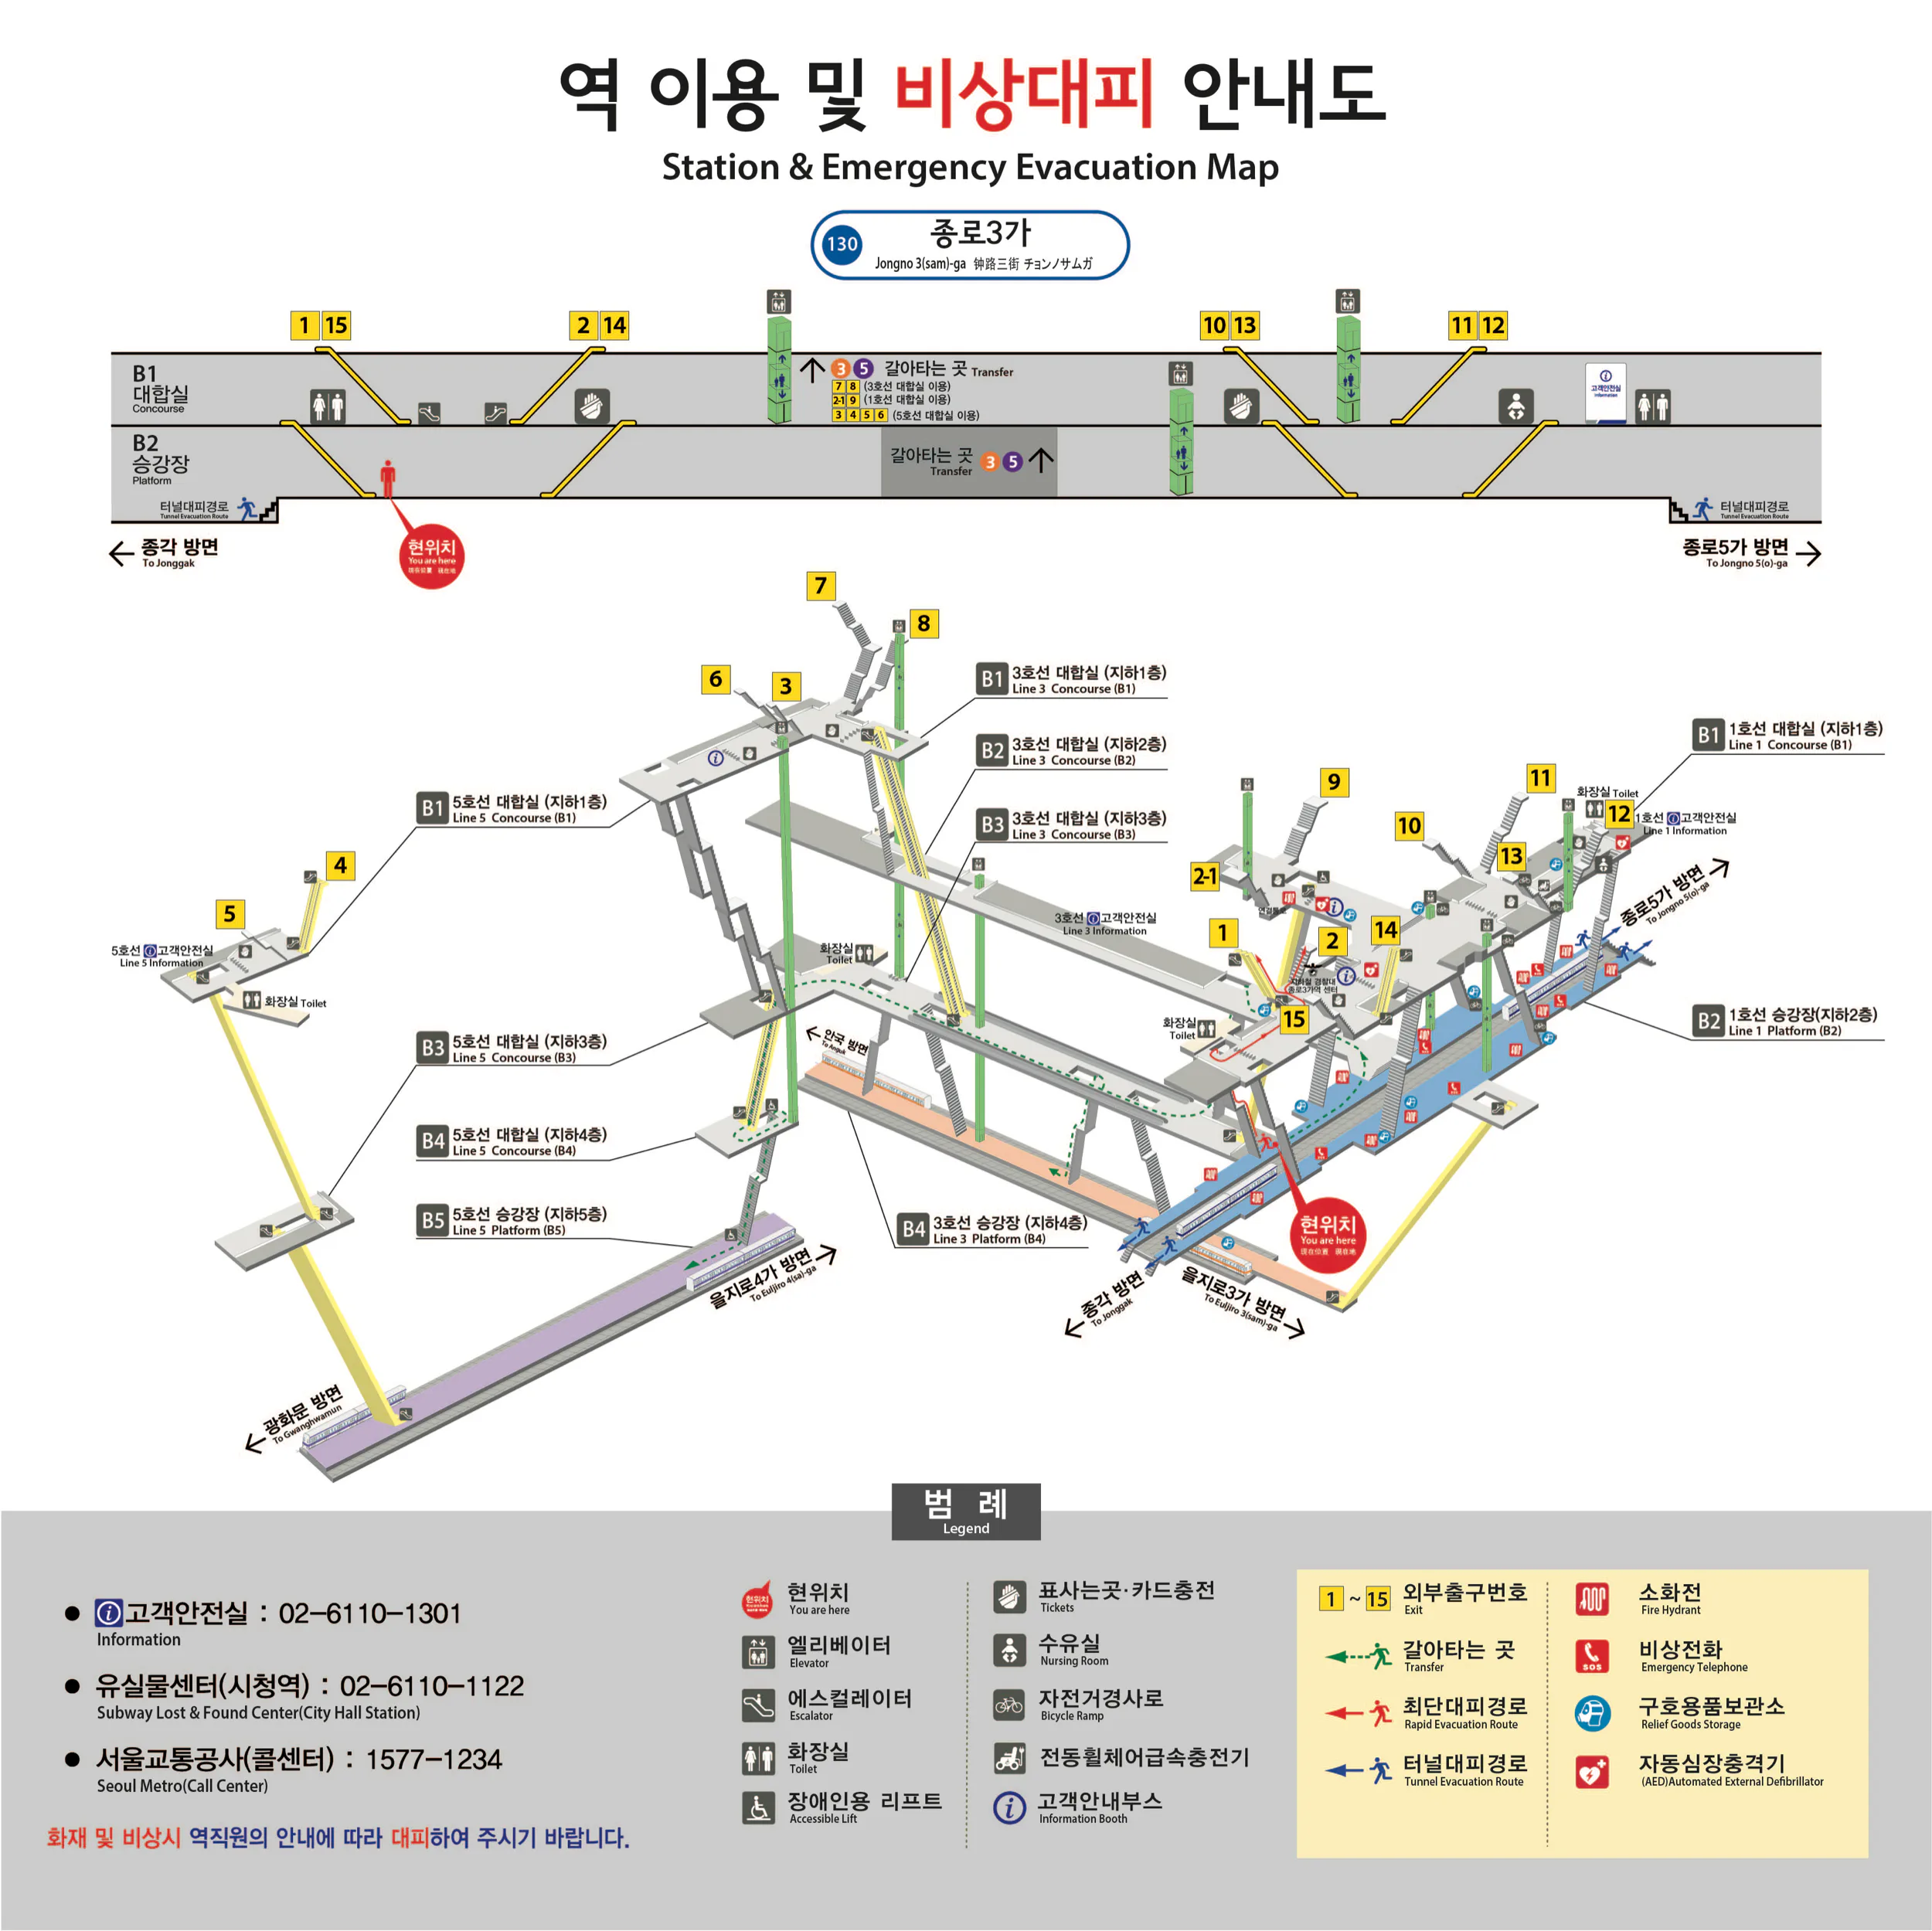 역 이용 및 비상대피 안내도
Station & Emergency Evacuation Map
130 종로3가
Jongno 3(sam)-ga 钟路三街 チョンノサムガ
1 15
2 14
10 13
11 12
B1
대합실
Concourse
3 5 갈아타는 곳 Transfer
7 8 (3호선 대합실 이용)
2-1 9 (1호선 대합실 이용)
3 4 5 6 (5호선 대합실 이용)
고객안전실
Information
B2
승강장
Platform
갈아타는 곳 3 5
Transfer
터널대피경로
Tunnel Evacuation Route
터널대피경로
Tunnel Evacuation Route
종각 방면
To Jonggak
현위치
You are here
종로5가 방면
To Jongno 5(o)-ga
7
8
6
3
B1 3호선 대합실 (지하1층)
Line 3 Concourse (B1)
B2 3호선 대합실 (지하2층)
Line 3 Concourse (B2)
B3 3호선 대합실 (지하3층)
Line 3 Concourse (B3)
B1 1호선 대합실 (지하1층)
Line 1 Concourse (B1)
B1 5호선 대합실 (지하1층)
Line 5 Concourse (B1)
9
11
화장실 Toilet
12
1호선 고객안전실
Line 1 Information
10
13
2-1
4
5
5호선 고객안전실
Line 5 Information
화장실 Toilet
3호선 고객안전실
Line 3 Information
종로5가 방면
To Jongno 5(o)-ga
1
2
14
15
연결통로
지하철 경찰대
종로3가역 센터
화장실
Toilet
화장실
Toilet
안국 방면
To Anguk
B2 1호선 승강장(지하2층)
Line 1 Platform (B2)
B3 5호선 대합실 (지하3층)
Line 5 Concourse (B3)
B4 5호선 대합실 (지하4층)
Line 5 Concourse (B4)
B5 5호선 승강장 (지하5층)
Line 5 Platform (B5)
B4 3호선 승강장 (지하4층)
Line 3 Platform (B4)
현위치
You are here
을지로4가 방면
To Euljiro 4(sa)-ga
종각 방면
To Jonggak
을지로3가 방면
To Euljiro 3(sam)-ga
광화문 방면
To Gwanghwamun
범 례
Legend
고객안전실 : 02-6110-1301
Information
유실물센터(시청역) : 02-6110-1122
Subway Lost & Found Center(City Hall Station)
서울교통공사(콜센터) : 1577-1234
Seoul Metro(Call Center)
화재 및 비상시 역직원의 안내에 따라 대피하여 주시기 바랍니다.
현위치
You are here
엘리베이터
Elevator
에스컬레이터
Escalator
화장실
Toilet
장애인용 리프트
Accessible Lift
표사는곳·카드충전
Tickets
수유실
Nursing Room
자전거경사로
Bicycle Ramp
전동휠체어급속충전기
고객안내부스
Information Booth
1 ~ 15 외부출구번호
Exit
갈아타는 곳
Transfer
최단대피경로
Rapid Evacuation Route
터널대피경로
Tunnel Evacuation Route
소화전
Fire Hydrant
SOS
비상전화
Emergency Telephone
구호용품보관소
Relief Goods Storage
자동심장충격기
(AED)Automated External Defibrillator